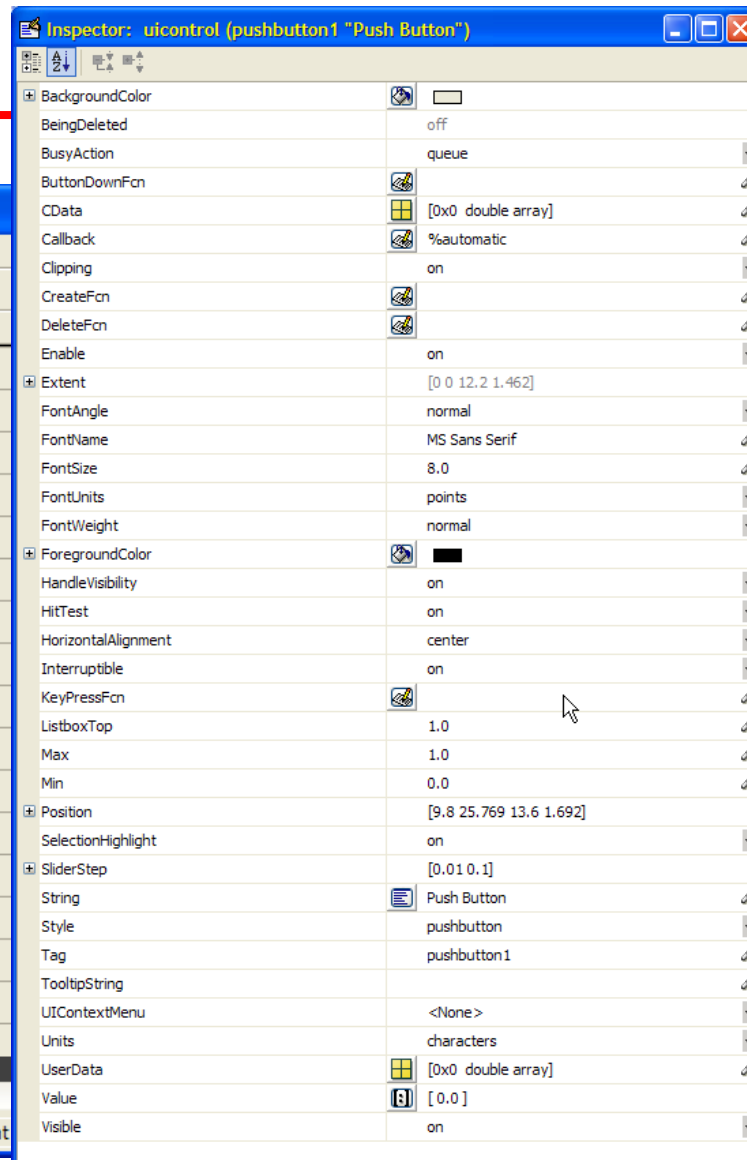 Inspector: uicontrol (pushbutton1 "Push Button")
BackgroundColor
BeingDeleted off
BusyAction queue
ButtonDownFcn
CData [0x0 double array]
Callback %automatic
Clipping on
CreateFcn
DeleteFcn
Enable on
Extent [0 0 12.2 1.462]
FontAngle normal
FontName MS Sans Serif
FontSize 8.0
FontUnits points
FontWeight normal
ForegroundColor
HandleVisibility on
HitTest on
HorizontalAlignment center
Interruptible on
KeyPressFcn
ListboxTop 1.0
Max 1.0
Min 0.0
Position [9.8 25.769 13.6 1.692]
SelectionHighlight on
SliderStep [0.01 0.1]
String Push Button
Style pushbutton
Tag pushbutton1
TooltipString
UIContextMenu <None>
Units characters
UserData [0x0 double array]
Value [ 0.0 ]
Visible on